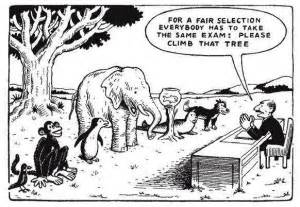 FOR A FAIR SELECTION
EVERYBODY HAS TO TAKE
THE SAME EXAM: PLEASE
CLIMB THAT TREE